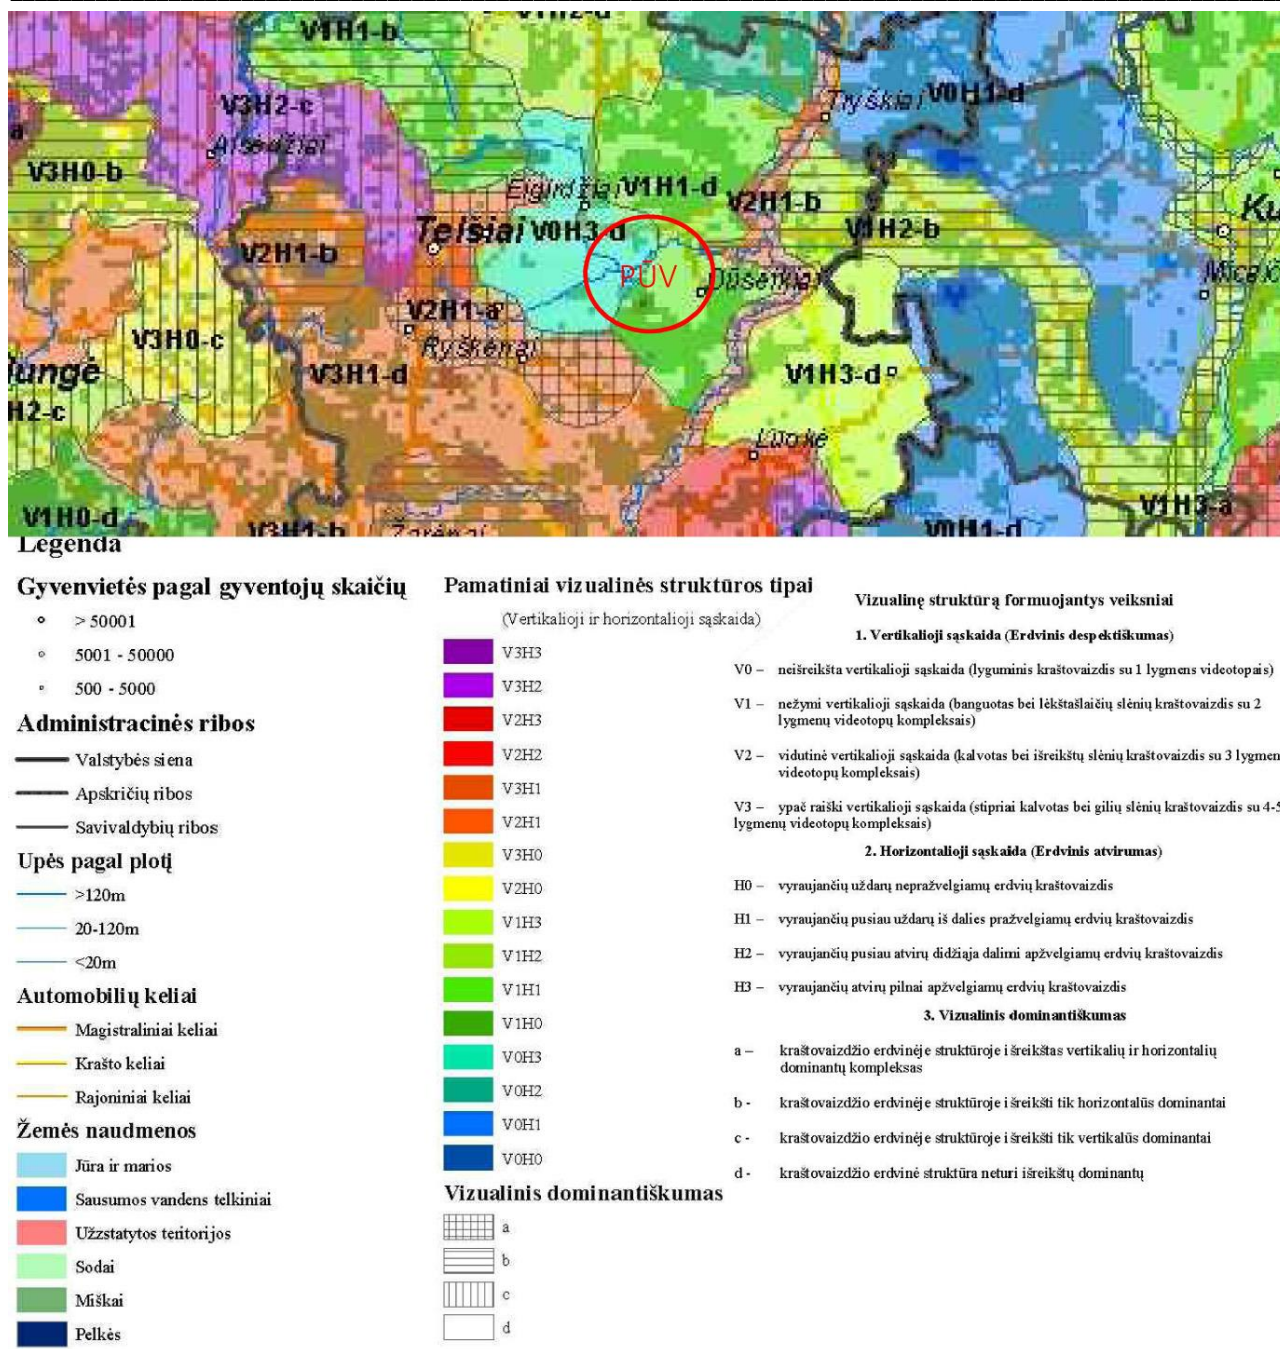 V1H2-d
V1H1-b
V3H2-c
Tryškiai
V0H1-d
Alsėdžiai
V3H0-b
Eigirdžiai
V1H1-d
V2H1-b
Ku
Telšiai
V0H3-d
V1H2-b
V2H1-b
PŪV
Dūseikiai
V2H1-a
V3H0-c
Ryškėnai
ungė
V3H1-d
V1H3-d
H2-c
Luokė
V1H0-d
V3H1-b
Žarėnai
V0H1-d
V1H3-a
Legenda
Gyvenvietės pagal gyventojų skaičių
> 50001
5001 - 50000
500 - 5000
Administracinės ribos
Valstybės siena
Apskričių ribos
Savivaldybių ribos
Upės pagal plotį
>120m
20-120m
<20m
Automobilių keliai
Magistraliniai keliai
Krašto keliai
Rajoniniai keliai
Žemės naudmenos
Jūra ir marios
Sausumos vandens telkiniai
Užzstatytos teritorijos
Sodai
Miškai
Pelkės
Pamatiniai vizualinės struktūros tipai
(Vertikalioji ir horizontalioji sąskaida)
V3H3
V3H2
V2H3
V2H2
V3H1
V2H1
V3H0
V2H0
V1H3
V1H2
V1H1
V1H0
V0H3
V0H2
V0H1
V0H0
Vizualinis dominantiškumas
a
b
c
d
Vizualinę struktūrą formuojantys veiksniai
1. Vertikalioji sąskaida (Erdvinis despektiškumas)
V0 – neišreikšta vertikalioji sąskaida (lyguminis kraštovaizdis su 1 lygmens videotopais)
V1 – nežymi vertikalioji sąskaida (banguotas bei lėkštašlaičių slėnių kraštovaizdis su 2
lygmenų videotopų kompleksais)
V2 – vidutinė vertikalioji sąskaida (kalvotas bei išreikštų slėnių kraštovaizdis su 3 lygmen
videotopų kompleksais)
V3 – ypač raiški vertikalioji sąskaida (stipriai kalvotas bei gilių slėnių kraštovaizdis su 4-5
lygmenų videotopų kompleksais)
2. Horizontalioji sąskaida (Erdvinis atvirumas)
H0 – vyraujančių uždarų nepražvelgiamų erdvių kraštovaizdis
H1 – vyraujančių pusiau uždarų iš dalies pražvelgiamų erdvių kraštovaizdis
H2 – vyraujančių pusiau atvirų didžiaja dalimi apžvelgiamų erdvių kraštovaizdis
H3 – vyraujančių atvirų pilnai apžvelgiamų erdvių kraštovaizdis
3. Vizualinis dominantiškumas
a – kraštovaizdžio erdvinėje struktūroje išreikštas vertikalių ir horizontalių
dominantų kompleksas
b - kraštovaizdžio erdvinėje struktūroje išreikšti tik horizontalūs dominantai
c - kraštovaizdžio erdvinėje struktūroje išreikšti tik vertikalūs dominantai
d - kraštovaizdžio erdvinė struktūra neturi išreikštų dominantų